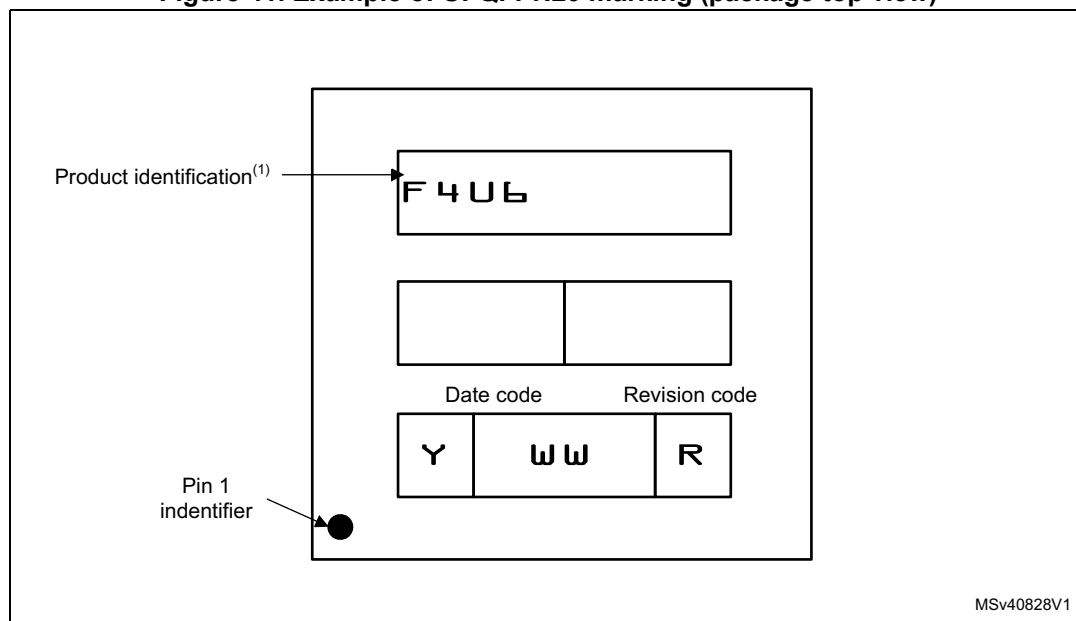 Product identification(1)
F4U6
Date code Revision code
Y WW R
Pin 1
indentifier
MSv40828V1